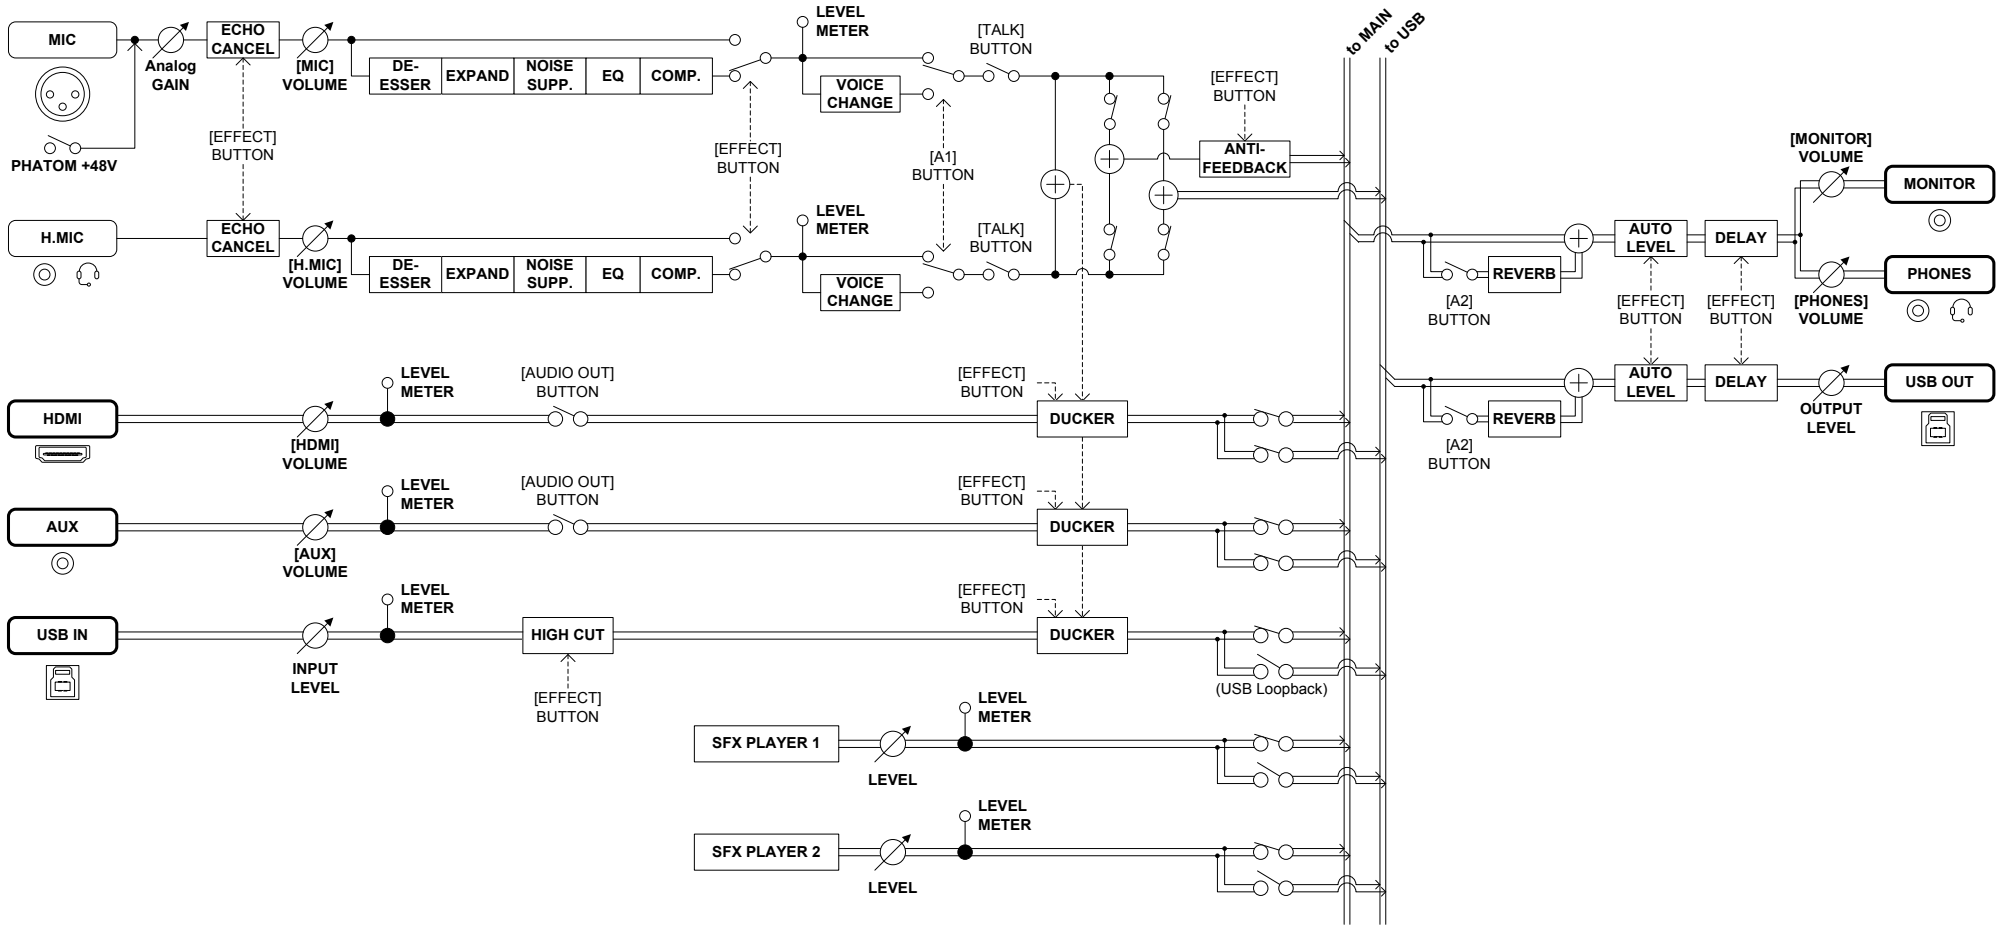 MIC
Analog
GAIN
PHATOM +48V
ECHO
CANCEL
[EFFECT]
BUTTON
[MIC]
VOLUME
DE-
ESSER
EXPAND
NOISE
SUPP.
EQ
COMP.
[EFFECT]
BUTTON
LEVEL
METER
VOICE
CHANGE
[A1]
BUTTON
[TALK]
BUTTON
[EFFECT]
BUTTON
ANTI-
FEEDBACK
to MAIN
to USB
H.MIC
ECHO
CANCEL
[H.MIC]
VOLUME
DE-
ESSER
EXPAND
NOISE
SUPP.
EQ
COMP.
LEVEL
METER
VOICE
CHANGE
[TALK]
BUTTON
[A2]
BUTTON
REVERB
AUTO
LEVEL
[EFFECT]
BUTTON
DELAY
[EFFECT]
BUTTON
[MONITOR]
VOLUME
MONITOR
[PHONES]
VOLUME
PHONES
[A2]
BUTTON
REVERB
AUTO
LEVEL
DELAY
OUTPUT
LEVEL
USB OUT
HDMI
[HDMI]
VOLUME
LEVEL
METER
[AUDIO OUT]
BUTTON
[EFFECT]
BUTTON
DUCKER
AUX
[AUX]
VOLUME
LEVEL
METER
[AUDIO OUT]
BUTTON
[EFFECT]
BUTTON
DUCKER
USB IN
INPUT
LEVEL
LEVEL
METER
HIGH CUT
[EFFECT]
BUTTON
[EFFECT]
BUTTON
DUCKER
(USB Loopback)
SFX PLAYER 1
LEVEL
LEVEL
METER
SFX PLAYER 2
LEVEL
LEVEL
METER